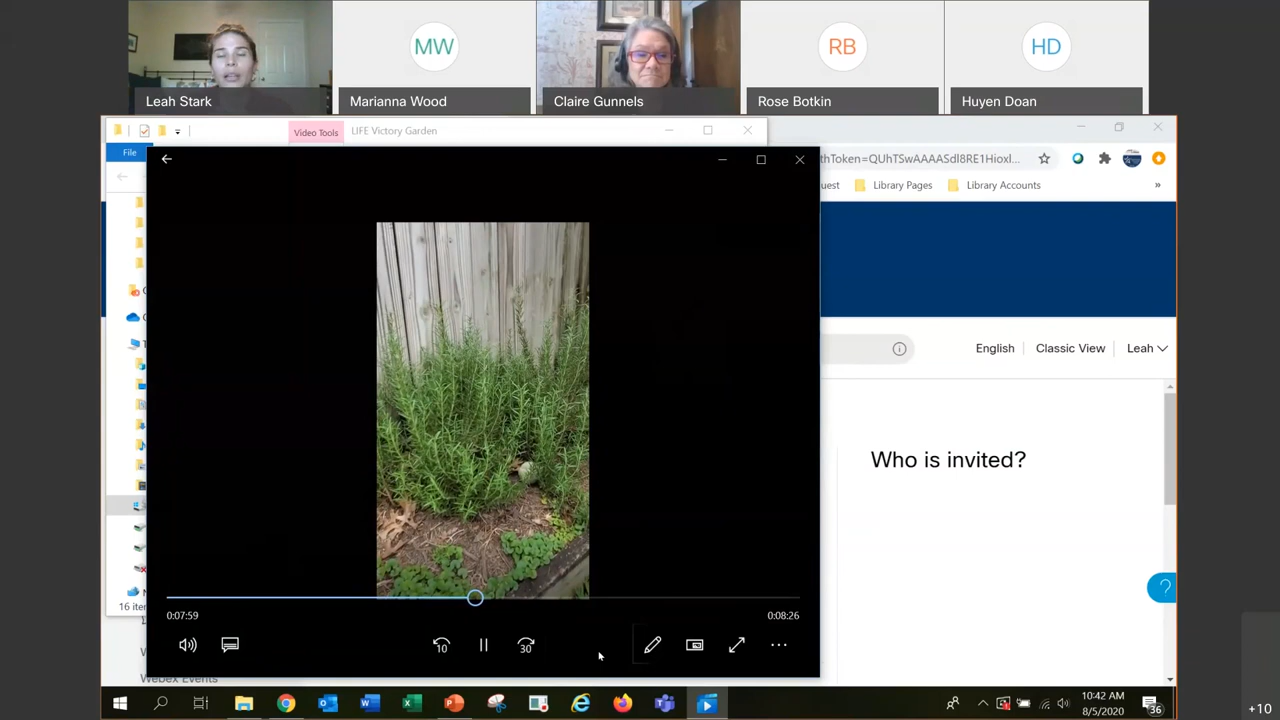 MW
RB
HD
Leah Stark
Marianna Wood
Claire Gunnels
Rose Botkin
Huyen Doan
Video Tools
LIFE Victory Garden
File
thToken=QUhTSwAAAASdl8RE1Hioxl...
uest
Library Pages
Library Accounts
»
English
Classic View
Leah
Who is invited?
?
0:07:59
0:08:26
10
30
16 iter
Webex Events
10:42 AM
8/5/2020
36
+10